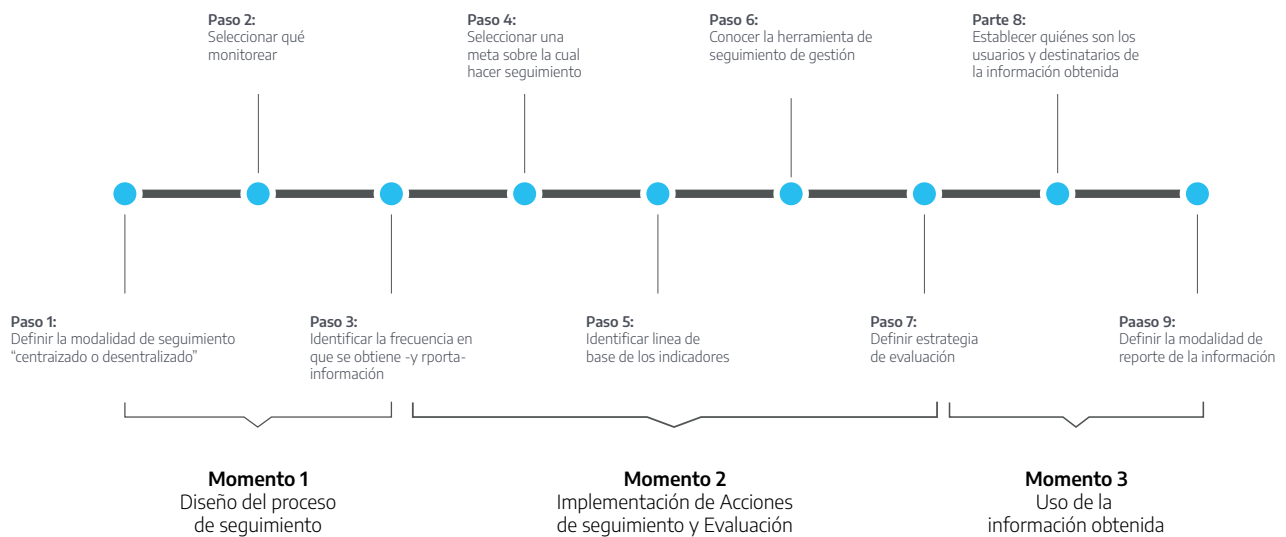 Paso 2:
Seleccionar qué
monitorear
Paso 4:
Seleccionar una
meta sobre la cual
hacer seguimiento
Paso 6:
Conocer la herramienta de
seguimiento de gestión
Parte 8:
Establecer quiénes son los
usuarios y destinatarios de
la información obtenida
Paso 1:
Definir la modalidad de seguimiento
“centraizado o desentralizado”
Paso 3:
Identificar la frecuencia en
que se obtiene -y rporta-
información
Paso 5:
Identificar linea de
base de los indicadores
Paso 7:
Definir estrategia
de evaluación
Paaso 9:
Definir la modalidad de
reporte de la información
Momento 1
Diseño del proceso
de seguimiento
Momento 2
Implementación de Acciones
de seguimiento y Evaluación
Momento 3
Uso de la
información obtenida